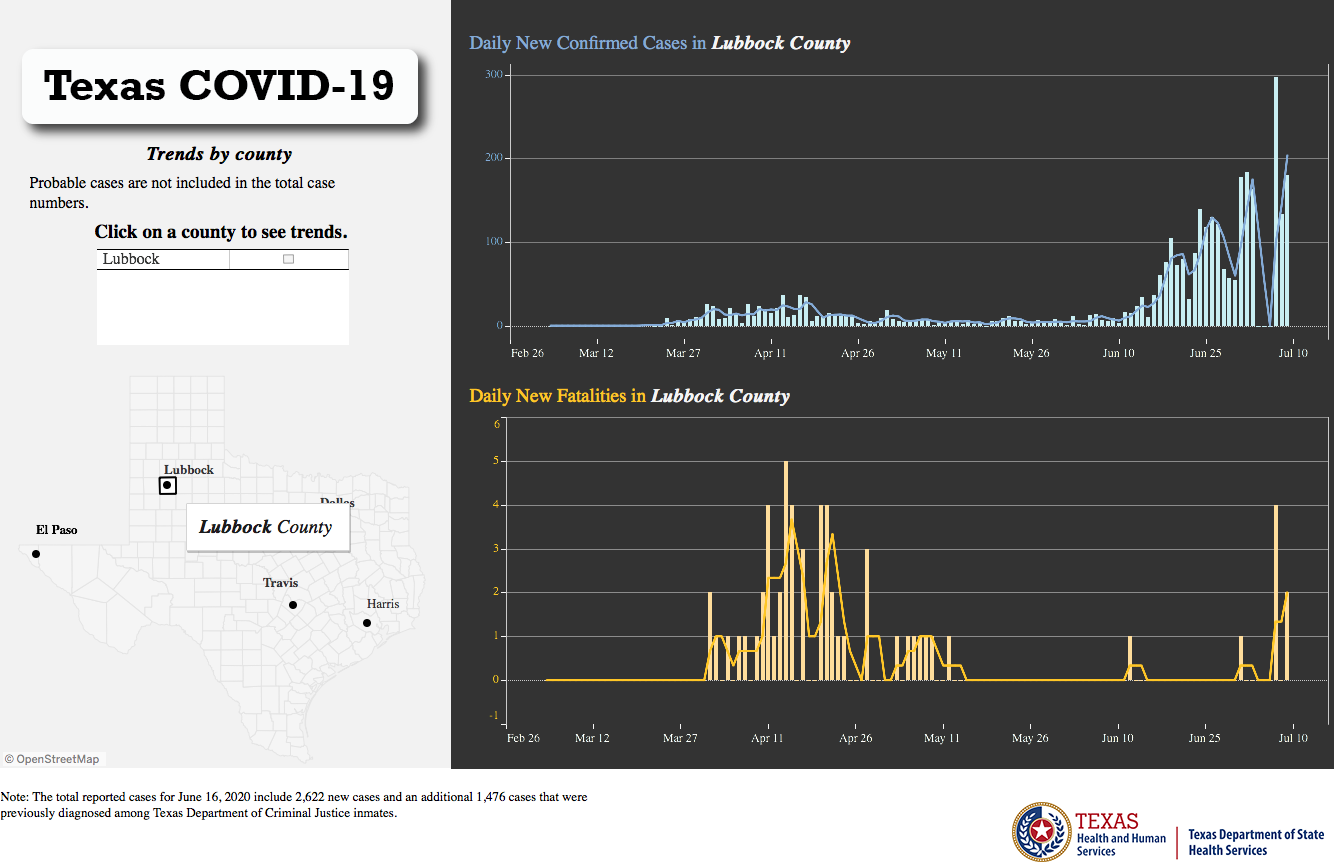 Texas COVID-19
Trends by county
Probable cases are not included in the total case
numbers.
Click on a county to see trends.
Lubbock
Lubbock
Dallas
Lubbock County
El Paso
Travis
Harris
© OpenStreetMap
Daily New Confirmed Cases in Lubbock County
300
200
100
0
Feb 26 Mar 12 Mar 27 Apr 11 Apr 26 May 11 May 26 Jun 10 Jun 25 Jul 10
Daily New Fatalities in Lubbock County
6
5
4
3
2
1
0
-1
Feb 26 Mar 12 Mar 27 Apr 11 Apr 26 May 11 May 26 Jun 10 Jun 25 Jul 10
Note: The total reported cases for June 16, 2020 include 2,622 new cases and an additional 1,476 cases that were
previously diagnosed among Texas Department of Criminal Justice inmates.
TEXAS
Health and Human
Services
Texas Department of State
Health Services